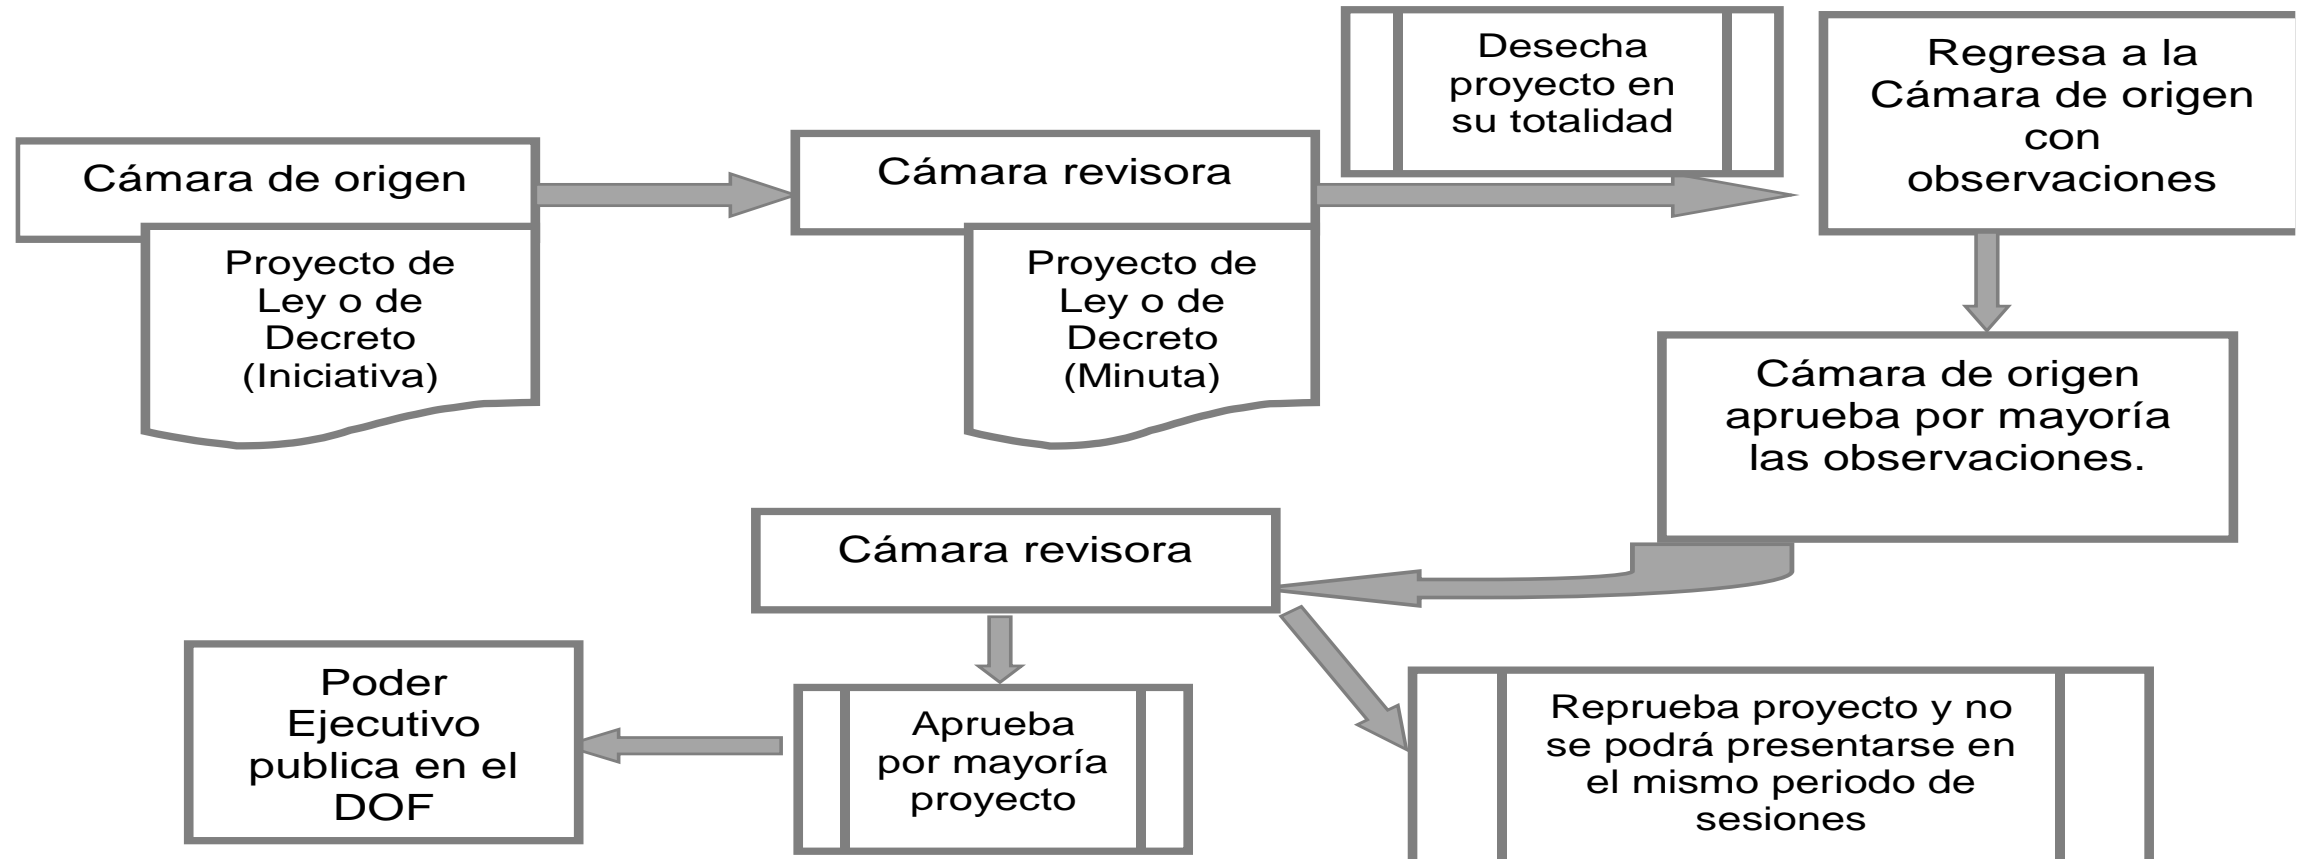 Cámara de origen
Proyecto de
Ley o de
Decreto
(Iniciativa)
Cámara revisora
Proyecto de
Ley o de
Decreto
(Minuta)
Desecha
proyecto en
su totalidad
Regresa a la
Cámara de origen
con
observaciones
Cámara de origen
aprueba por mayoría
las observaciones.
Cámara revisora
Aprueba
por mayoría
proyecto
Poder
Ejecutivo
publica en el
DOF
Reprueba proyecto y no
se podrá presentarse en
el mismo periodo de
sesiones